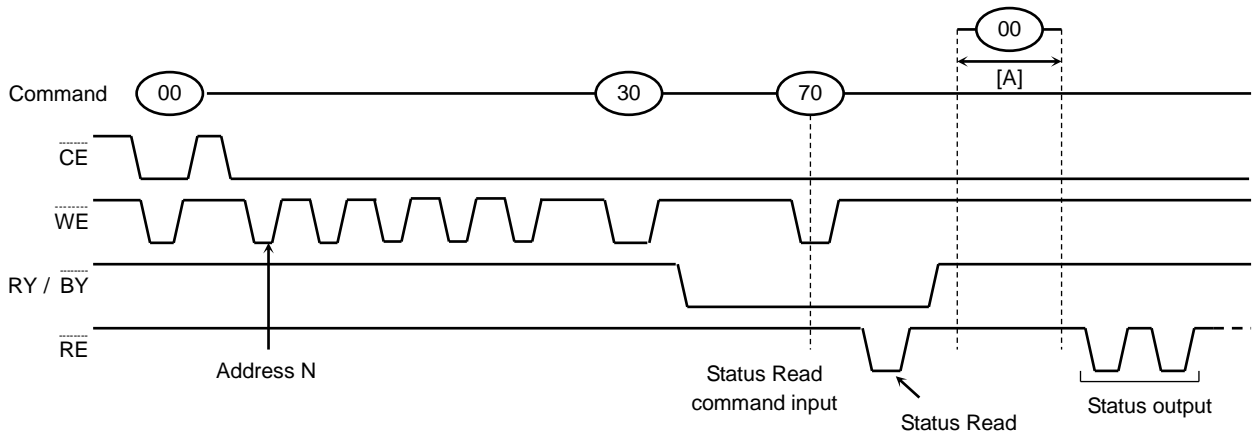 00
[A]
Command 00 30 70
CE
WE
RY / BY
RE
Address N
Status Read
command input
Status Read
Status output